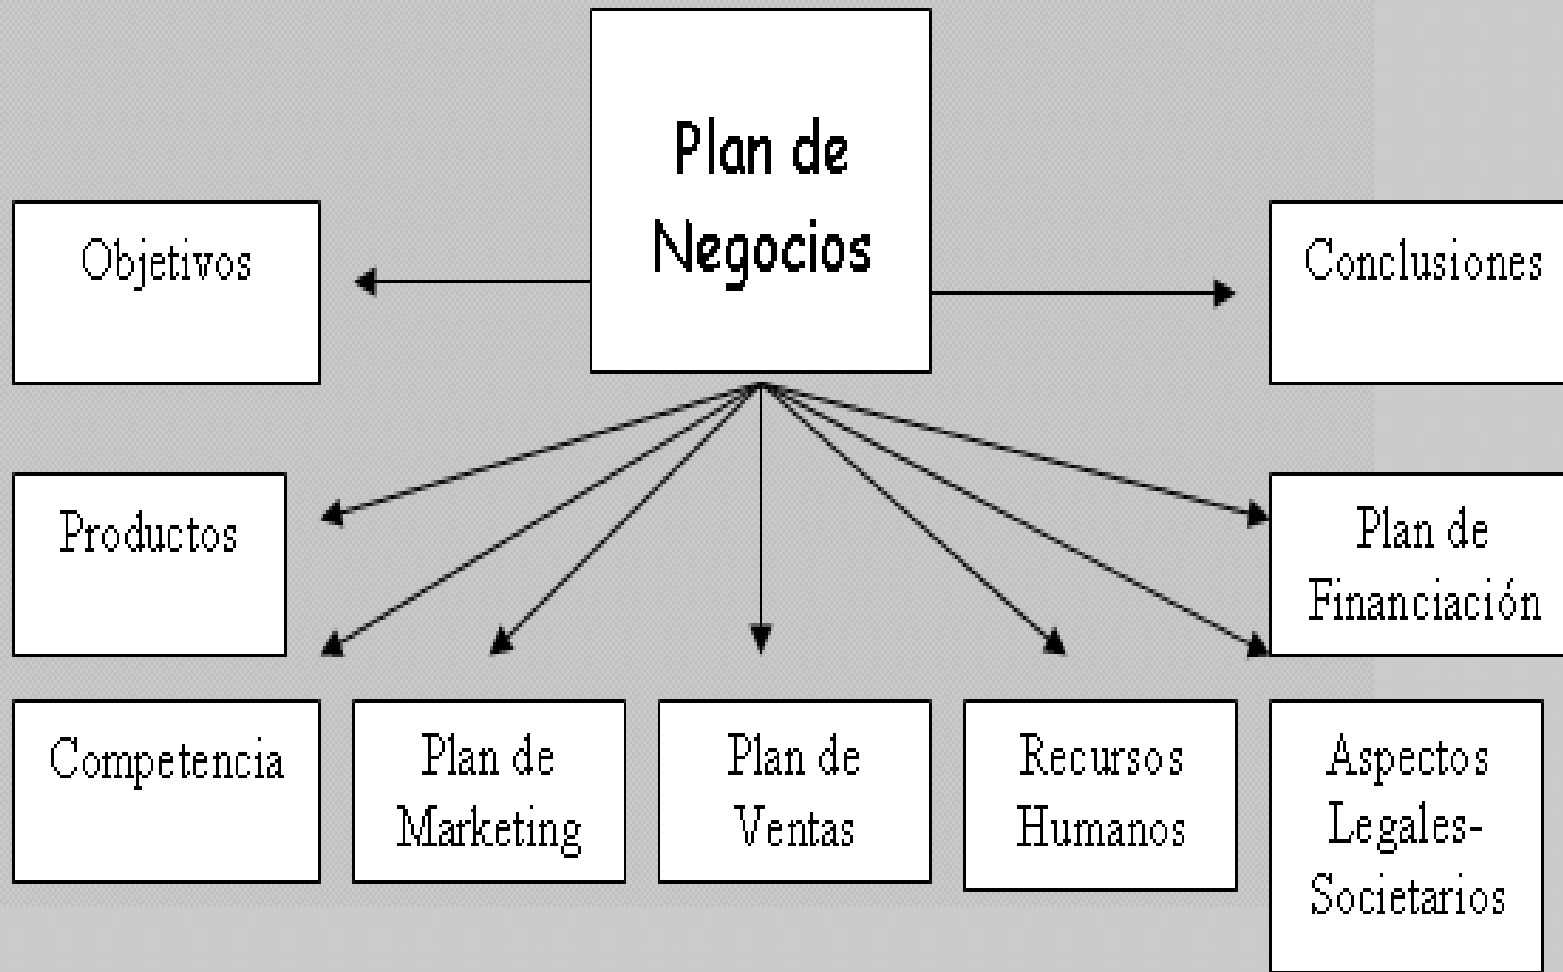 Plan de
Negocios
Objetivos
Conclusiones
Productos
Plan de
Financiación
Competencia
Plan de
Marketing
Plan de
Ventas
Recursos
Humanos
Aspectos
Legales-
Societarios